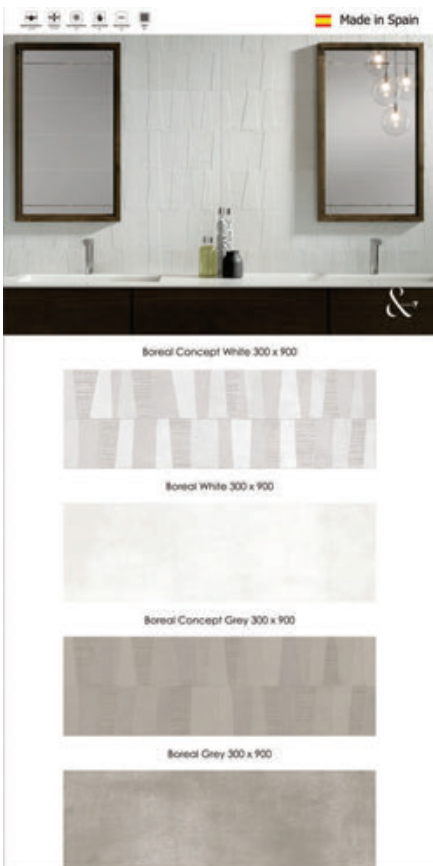 Made in Spain
&
Boreal Concept White 300 x 900
Boreal White 300 x 900
Boreal Concept Grey 300 x 900
Boreal Grey 300 x 900